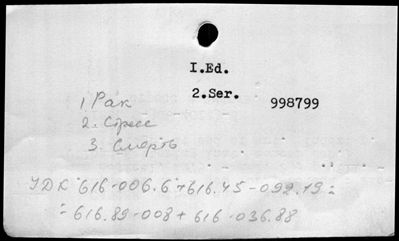 I.Ed.
2.Ser.
998799
1 Рак
2. Стресс
3. Смерть
УДК 616-006.6+616.45-092.19=
=616.89-008+616-036.88